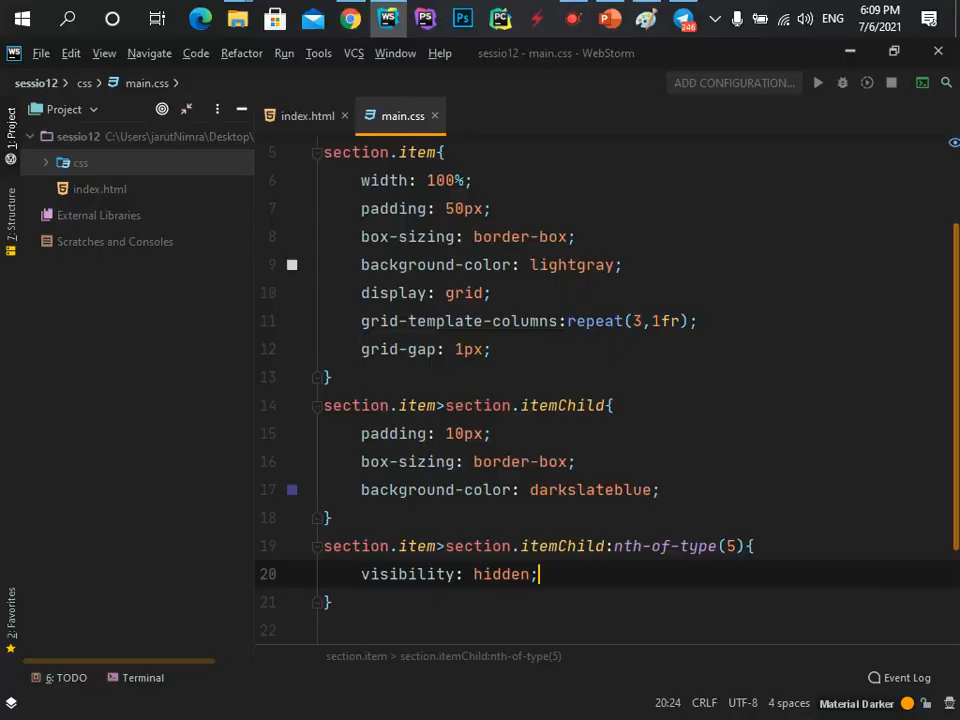 ENG
6:09 PM
7/6/2021
246
WS
PS
Ps
PC
WS File Edit View Navigate Code Refactor Run Tools VCS Window Help sessio12 - main.css - WebStorm
sessio12 css main.css ADD CONFIGURATION...
1: Project
7: Structure
2: Favorites
Project
index.html
main.css
sessio12 C:\Users\jarutNimra\Desktop\
css
index.html
External Libraries
Scratches and Consoles
5 section.item{
6 width: 100%;
7 padding: 50px;
8 box-sizing: border-box;
9 background-color: lightgray;
10 display: grid;
11 grid-template-columns:repeat(3,1fr);
12 grid-gap: 1px;
13 }
14 section.item>section.itemChild{
15 padding: 10px;
16 box-sizing: border-box;
17 background-color: darkslateblue;
18 }
19 section.item>section.itemChild:nth-of-type(5){
20 visibility: hidden;
21 }
22
section.item > section.itemChild:nth-of-type(5)
6: TODO Terminal Event Log
20:24 CRLF UTF-8 4 spaces Material Darker